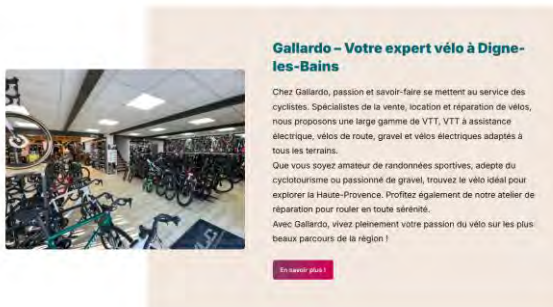 Gallardo – Votre expert vélo à Digne-
les-Bains
Chez Gallardo, passion et savoir-faire se mettent au service des
cyclistes. Spécialistes de la vente, location et réparation de vélos,
nous proposons une large gamme de VTT, VTT à assistance
électrique, vélos de route, gravel et vélos électriques adaptés à
tous les terrains.
Que vous soyez amateur de randonnées sportives, adepte du
cyclotourisme ou passionné de gravel, trouvez le vélo idéal pour
explorer la Haute-Provence. Profitez également de notre atelier de
réparation pour rouler en toute sérénité.
Avec Gallardo, vivez pleinement votre passion du vélo sur les plus
beaux parcours de la région !
En savoir plus !